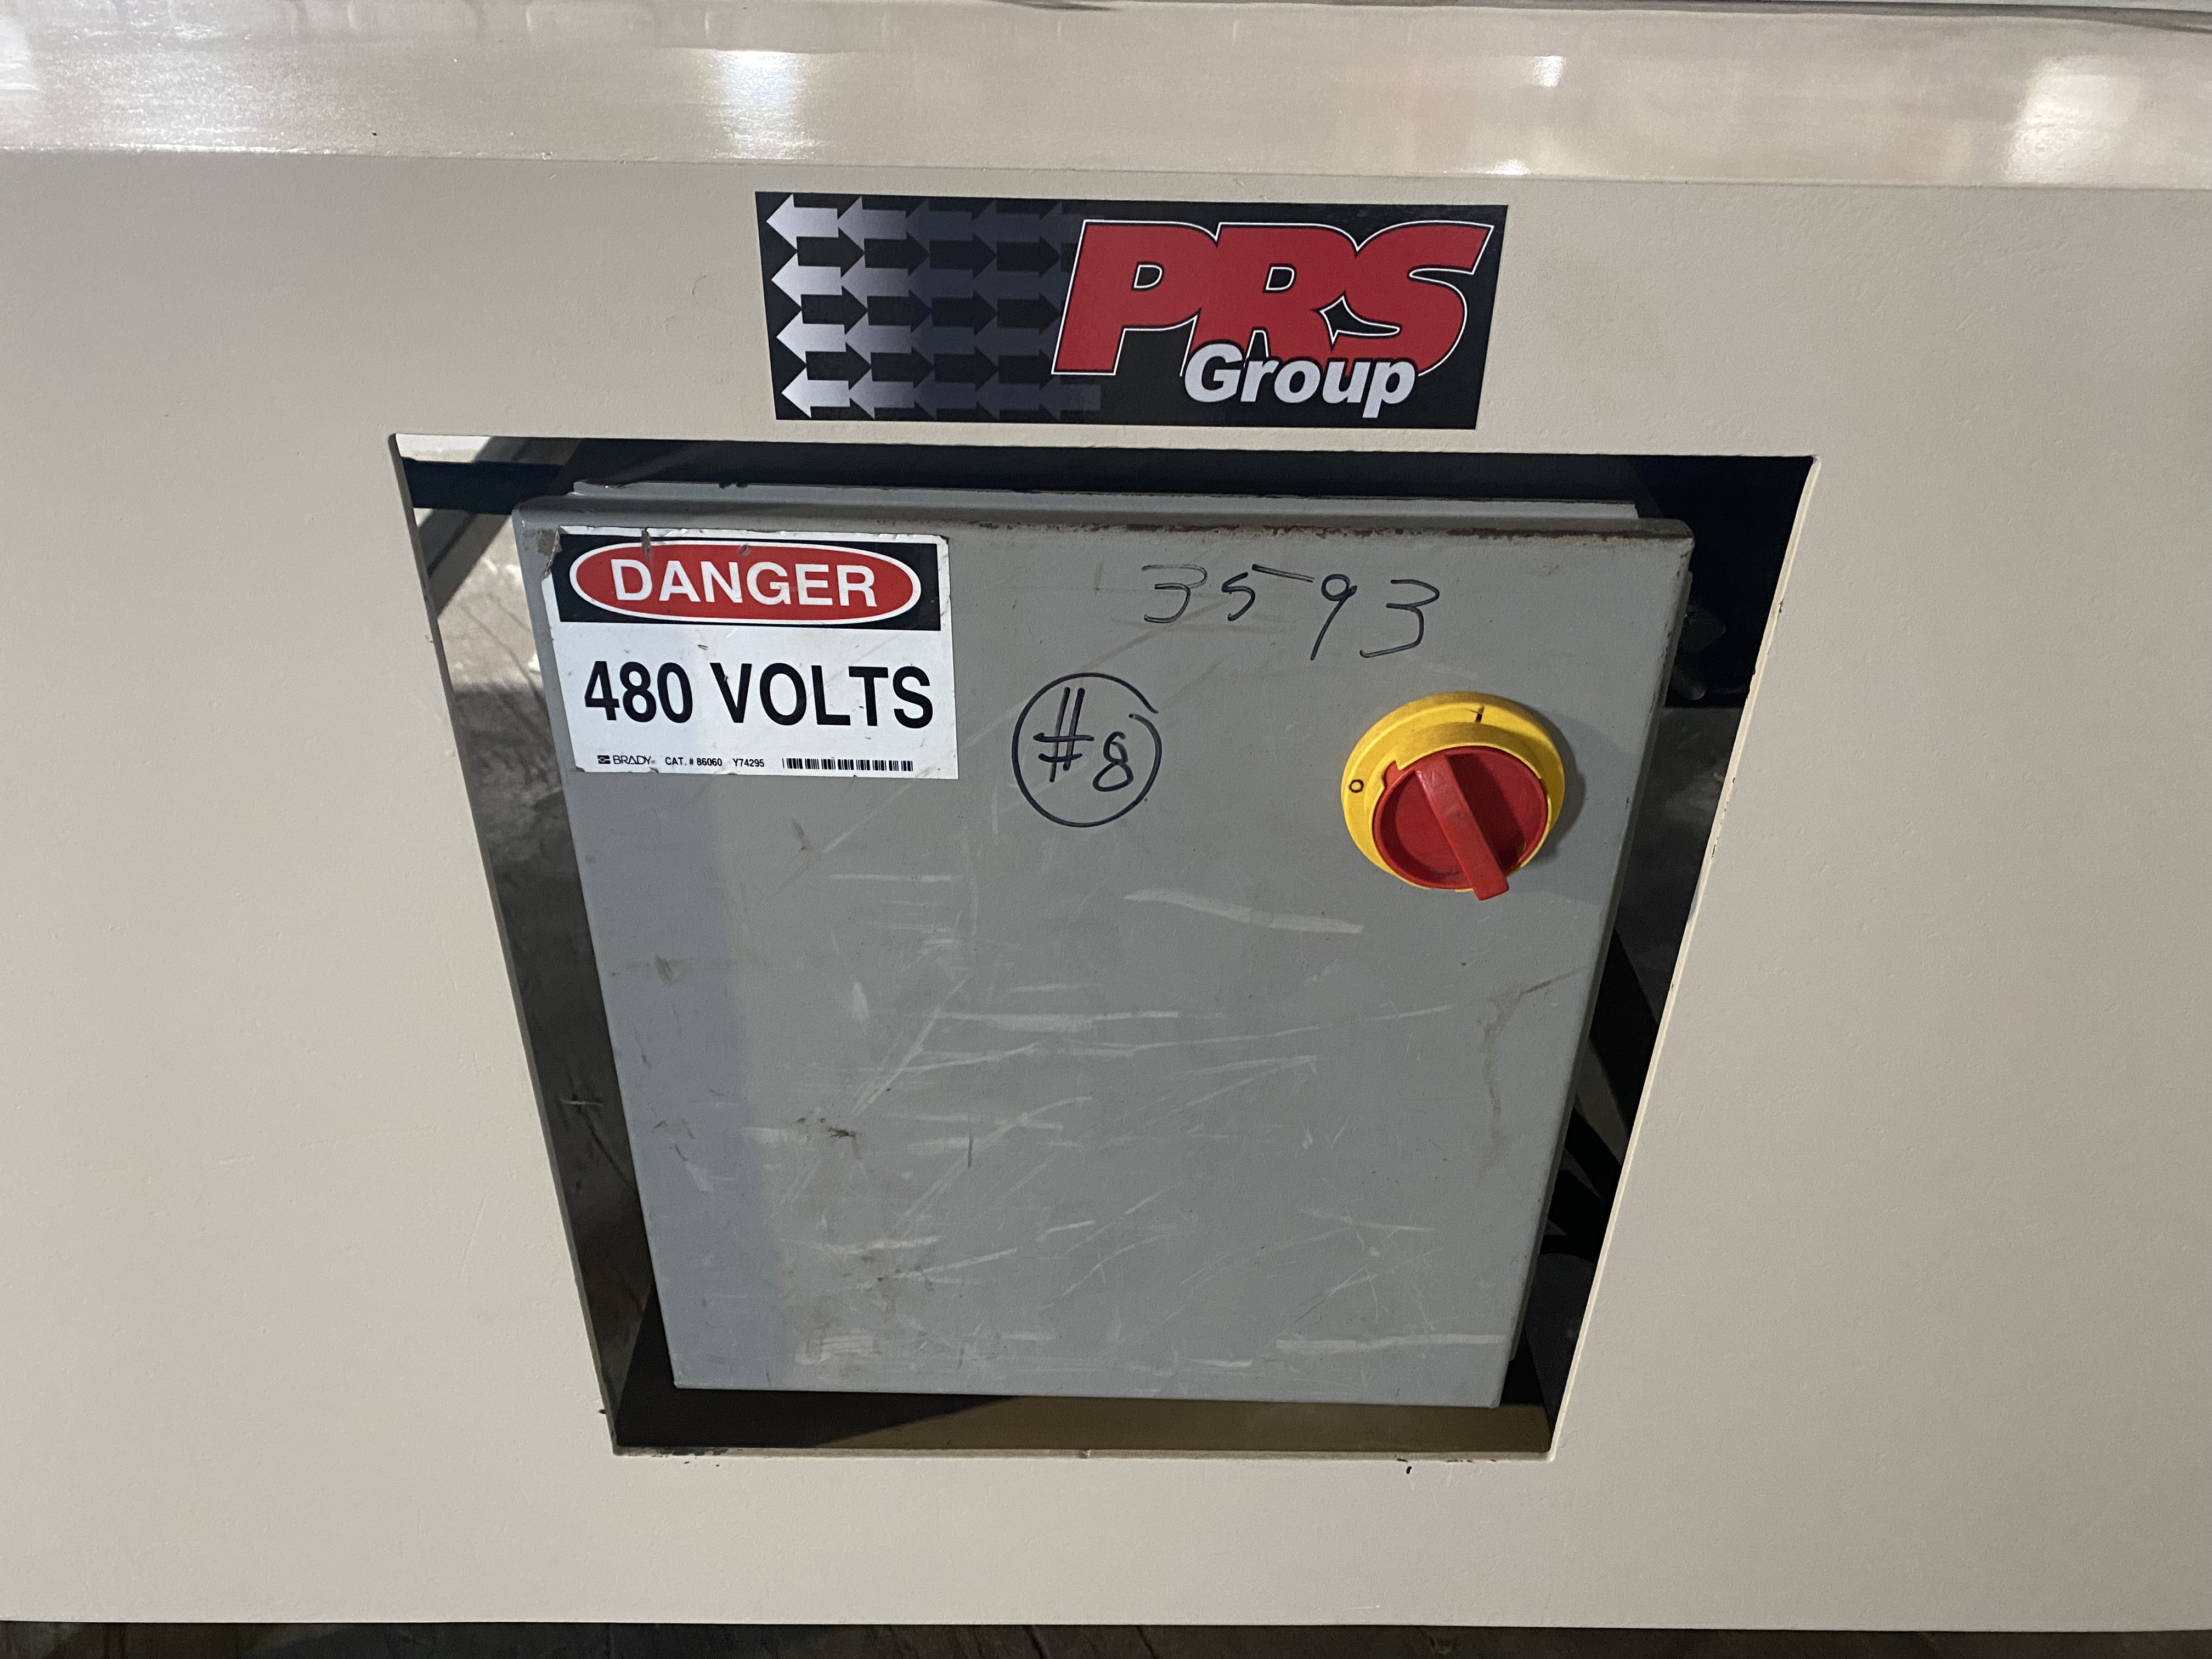 PRS
Group
DANGER
480 VOLTS
BRADY® CAT. # 86060 Y74295
3593
#8
I
O